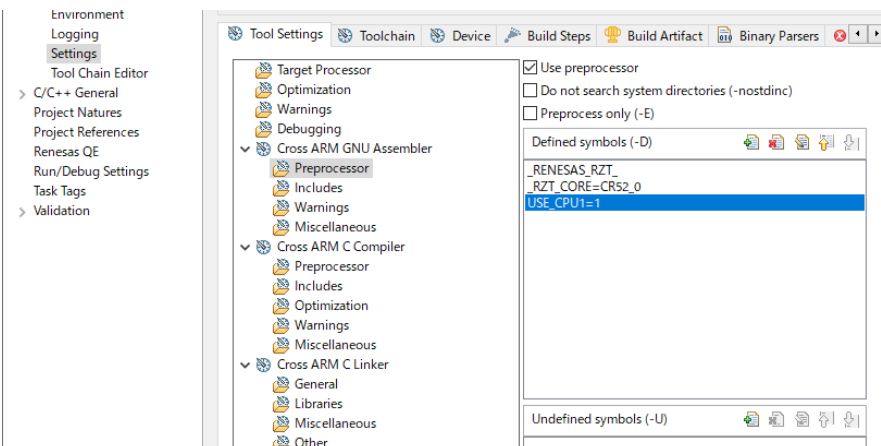 Environment
Logging
Settings
Tool Chain Editor
C/C++ General
Project Natures
Project References
Renesas QE
Run/Debug Settings
Task Tags
Validation
Tool Settings
Toolchain
Device
Build Steps
Build Artifact
Binary Parsers
Target Processor
Optimization
Warnings
Debugging
Cross ARM GNU Assembler
Preprocessor
Includes
Warnings
Miscellaneous
Cross ARM C Compiler
Preprocessor
Includes
Optimization
Warnings
Miscellaneous
Cross ARM C Linker
General
Libraries
Miscellaneous
Other
Use preprocessor
Do not search system directories (-nostdinc)
Preprocess only (-E)
Defined symbols (-D)
_RENESAS_RZT_
_RZT_CORE=CR52_0
USE_CPU1=1
Undefined symbols (-U)